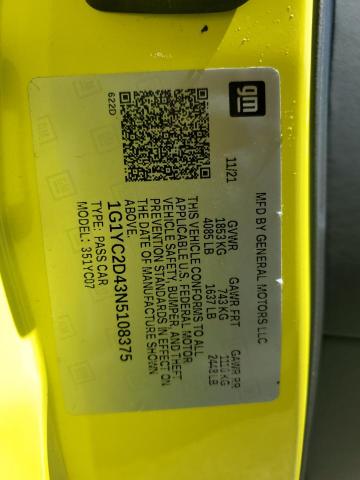 gm
MFD BY GENERAL MOTORS LLC
11/21
GVWR GAWR FRT GAWR RR
1853 KG 743 KG 1110 KG
4085 LB 1637 LB 2448 LB
THIS VEHICLE CONFORMS TO ALL
APPLICABLE U.S. FEDERAL MOTOR
VEHICLE SAFETY, BUMPER, AND THEFT
PREVENTION STANDARDS IN EFFECT ON
THE DATE OF MANUFACTURE SHOWN
ABOVE.
1G1YC2D43N5108375
TYPE: PASS CAR
MODEL: 351YC07
622D